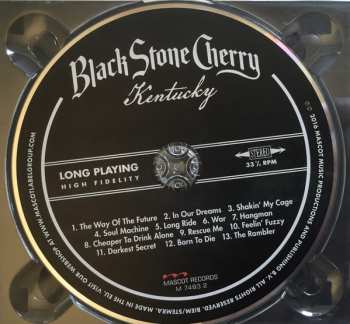 Black Stone Cherry
Kentucky
LONG PLAYING
HIGH FIDELITY
STEREO
33 ⅓ RPM
1. The Way Of The Future 2. In Our Dreams 3. Shakin' My Cage
4. Soul Machine 5. Long Ride 6. War 7. Hangman
8. Cheaper To Drink Alone 9. Rescue Me 10. Feelin' Fuzzy
11. Darkest Secret 12. Born To Die 13. The Rambler
MASCOT RECORDS
M 7493 2
℗ © 2016 MASCOT MUSIC PRODUCTIONS AND PUBLISHING B.V. ALL RIGHTS RESERVED. BIEM/STEMRA. MADE IN THE EU. VISIT OUR WEBSHOP AT WWW.MASCOTLABELGROUP.COM